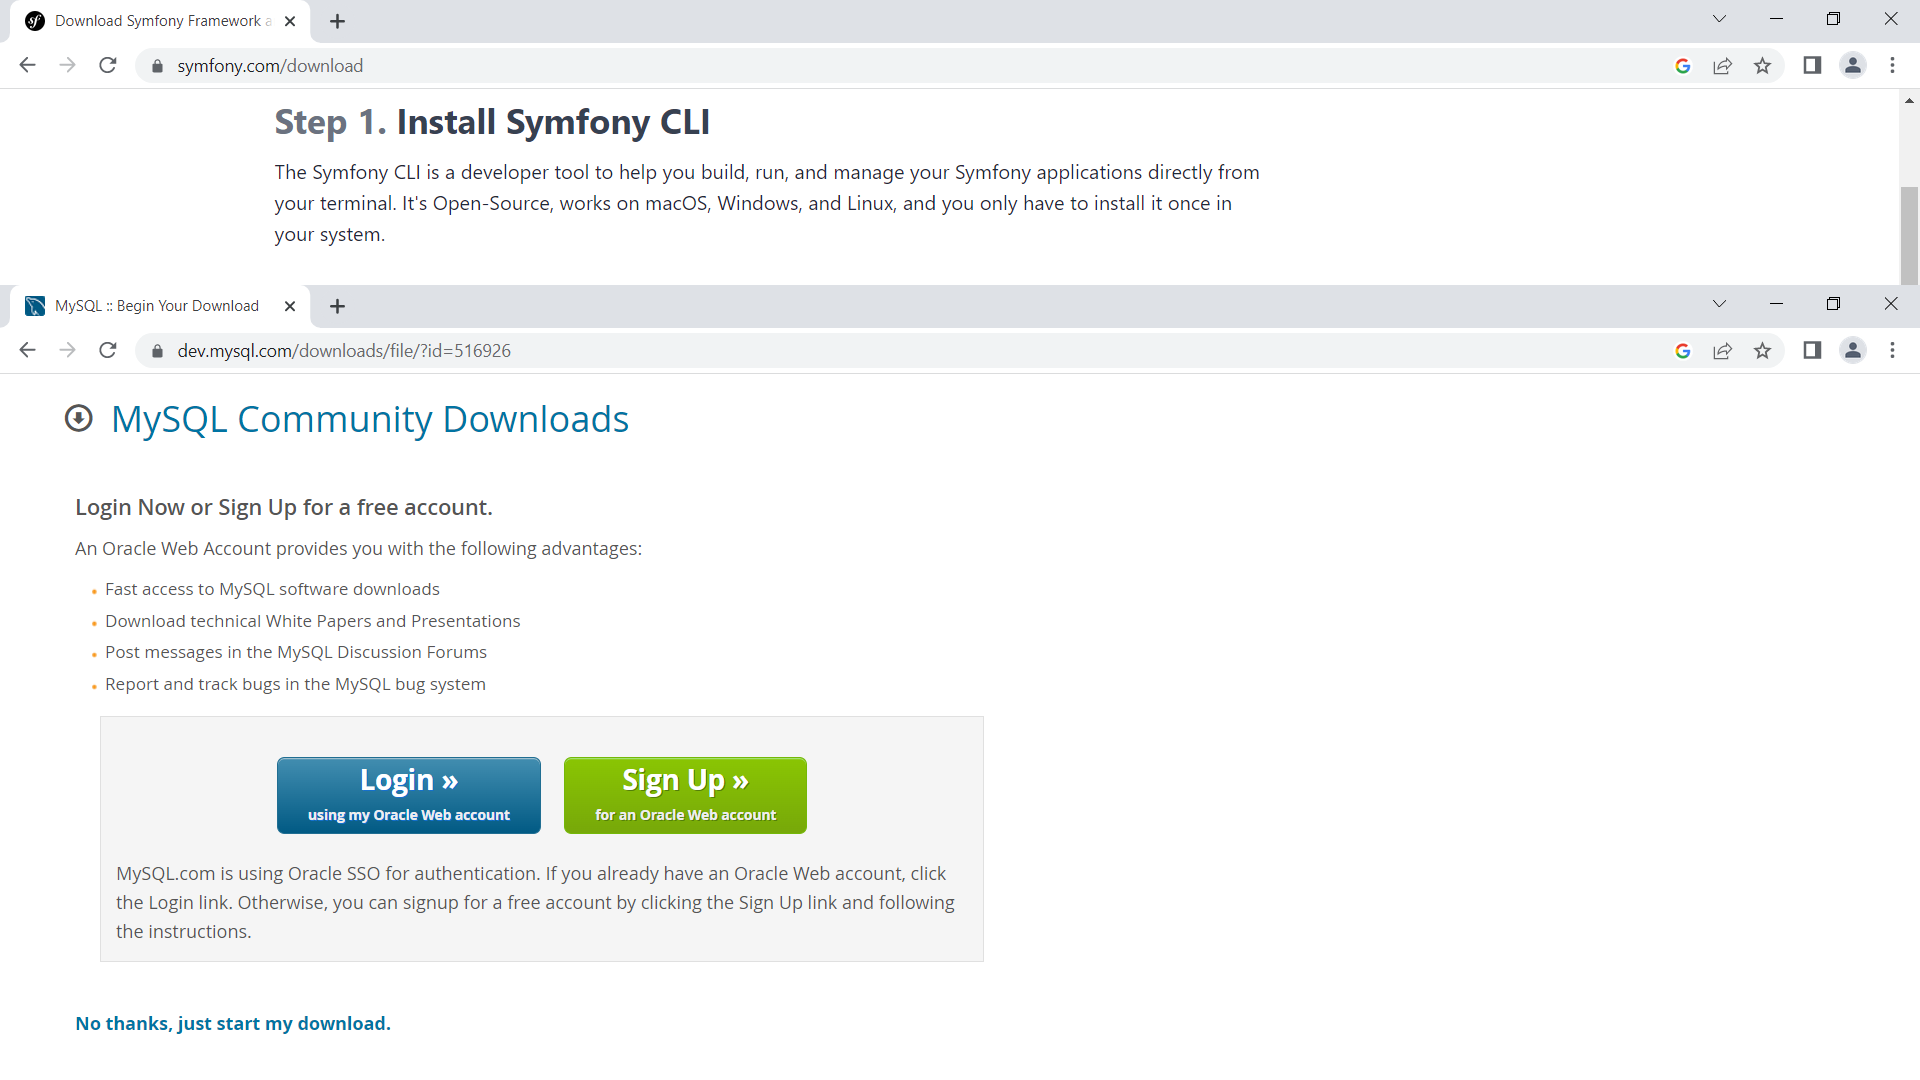 Download Symfony Framework a
symfony.com/download
Step 1. Install Symfony CLI
The Symfony CLI is a developer tool to help you build, run, and manage your Symfony applications directly from
your terminal. It's Open-Source, works on macOS, Windows, and Linux, and you only have to install it once in
your system.
MySQL :: Begin Your Download
dev.mysql.com/downloads/file/?id=516926
MySQL Community Downloads
Login Now or Sign Up for a free account.
An Oracle Web Account provides you with the following advantages:
Fast access to MySQL software downloads
Download technical White Papers and Presentations
Post messages in the MySQL Discussion Forums
Report and track bugs in the MySQL bug system
Login »
using my Oracle Web account
Sign Up »
for an Oracle Web account
MySQL.com is using Oracle SSO for authentication. If you already have an Oracle Web account, click
the Login link. Otherwise, you can signup for a free account by clicking the Sign Up link and following
the instructions.
No thanks, just start my download.